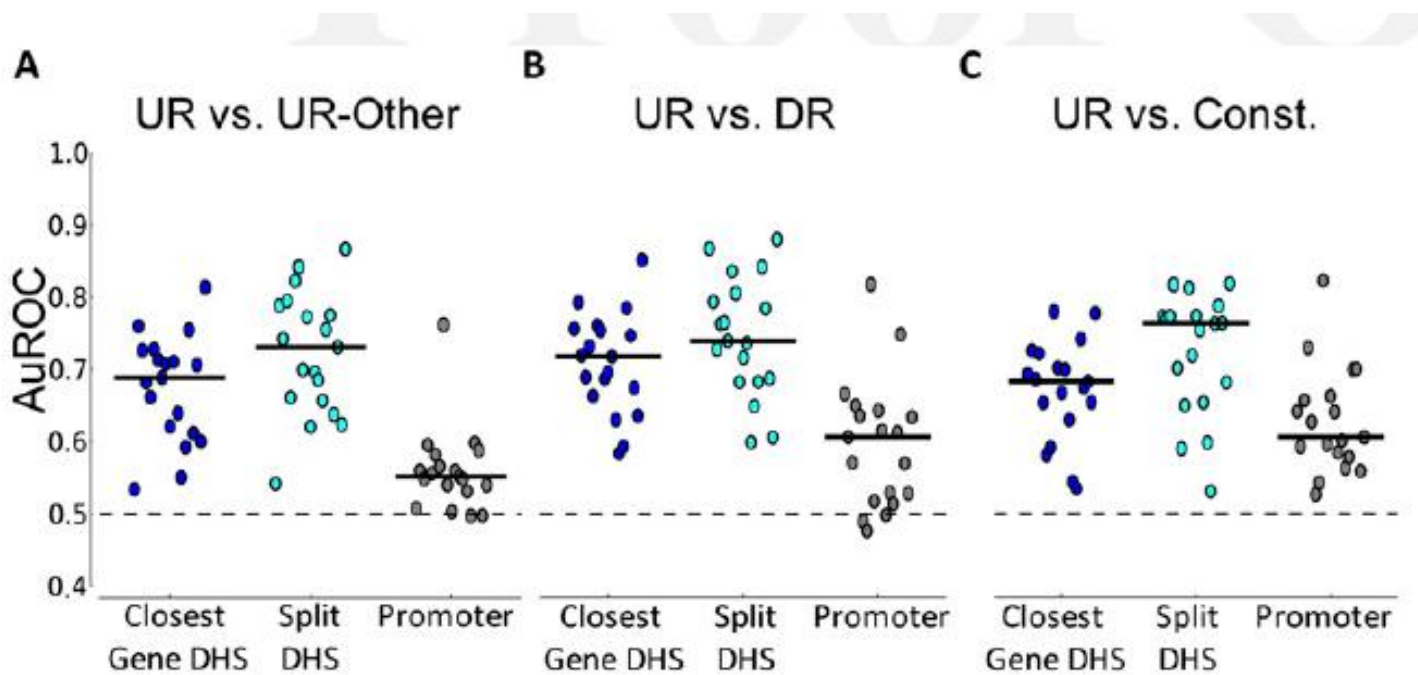 A
B
C
UR vs. UR-Other
UR vs. DR
UR vs. Const.
AuROC
1.0
0.9
0.8
0.7
0.6
0.5
0.4
Closest
Gene DHS
Split
DHS
Promoter
Closest
Gene DHS
Split
DHS
Promoter
Closest
Gene DHS
Split
DHS
Promoter